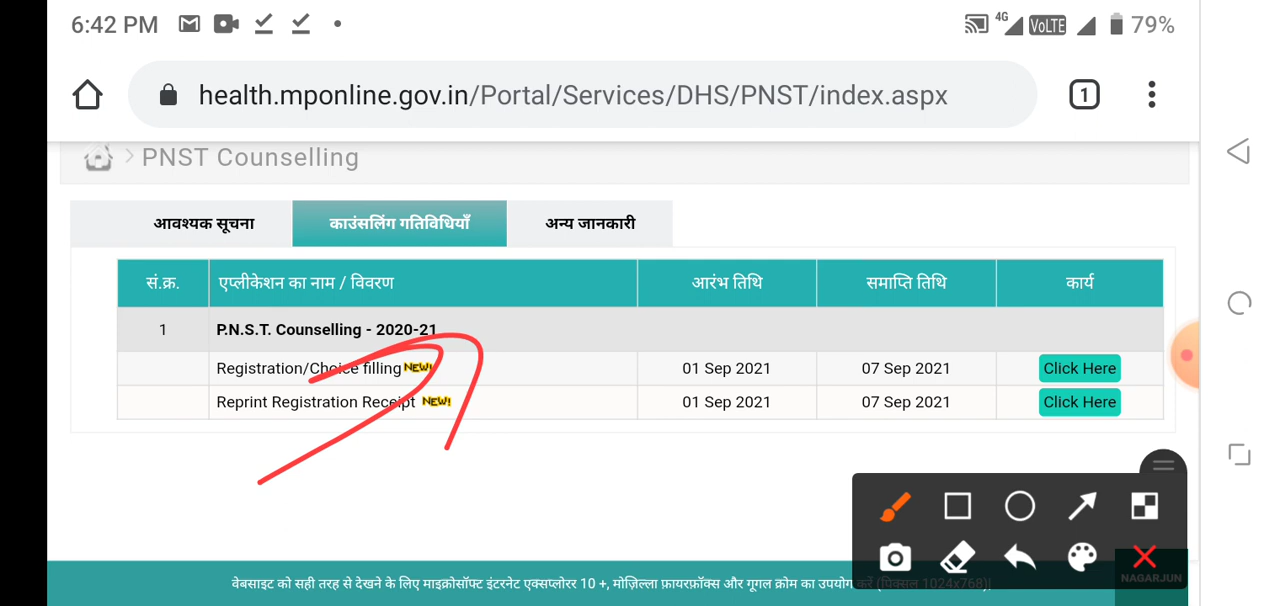 6:42 PM 4G VoLTE 79%
health.mponline.gov.in/Portal/Services/DHS/PNST/index.aspx 1
PNST Counselling
आवश्यक सूचना काउंसलिंग गतिविधियाँ अन्य जानकारी
सं.क्र. एप्लीकेशन का नाम / विवरण आरंभ तिथि समाप्ति तिथि कार्य
1 P.N.S.T. Counselling - 2020-21
Registration/Choice filling NEW! 01 Sep 2021 07 Sep 2021 Click Here
Reprint Registration Receipt NEW! 01 Sep 2021 07 Sep 2021 Click Here
वेबसाइट को सही तरह से देखने के लिए माइक्रोसॉफ्ट इंटरनेट एक्सप्लोरर 10 +, मोज़िल्ला फ़ायरफ़ॉक्स और गूगल क्रोम का उपयोग करें (पिक्सल 1024x768)|
NAGARJUN